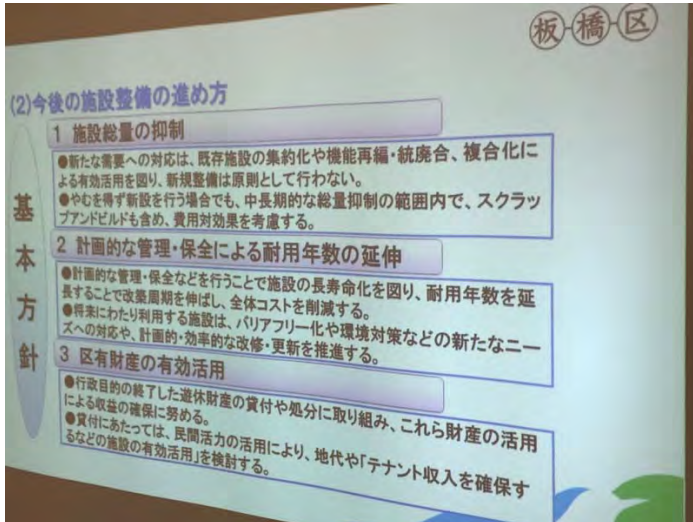 板橋区
(2)今後の施設整備の進め方
基本方針
1 施設総量の抑制
●新たな需要への対応は、既存施設の集約化や機能再編・統廃合、複合化に
よる有効活用を図り、新規整備は原則として行わない。
●やむを得ず新設を行う場合でも、中長期的な総量抑制の範囲内で、スクラッ
プアンドビルドも含め、費用対効果を考慮する。
2 計画的な管理・保全による耐用年数の延伸
●計画的な管理・保全などを行うことで施設の長寿命化を図り、耐用年数を延
長することで改築周期を伸ばし、全体コストを削減する。
●将来にわたり利用する施設は、バリアフリー化や環境対策などの新たなニー
ズへの対応や、計画的・効率的な改修・更新を推進する。
3 区有財産の有効活用
●行政目的の終了した遊休財産の貸付や処分に取り組み、これら財産の活用
による収益の確保に努める。
●貸付にあたっては、民間活力の活用により、地代や「テナント収入を確保す
るなどの施設の有効活用」を検討する。